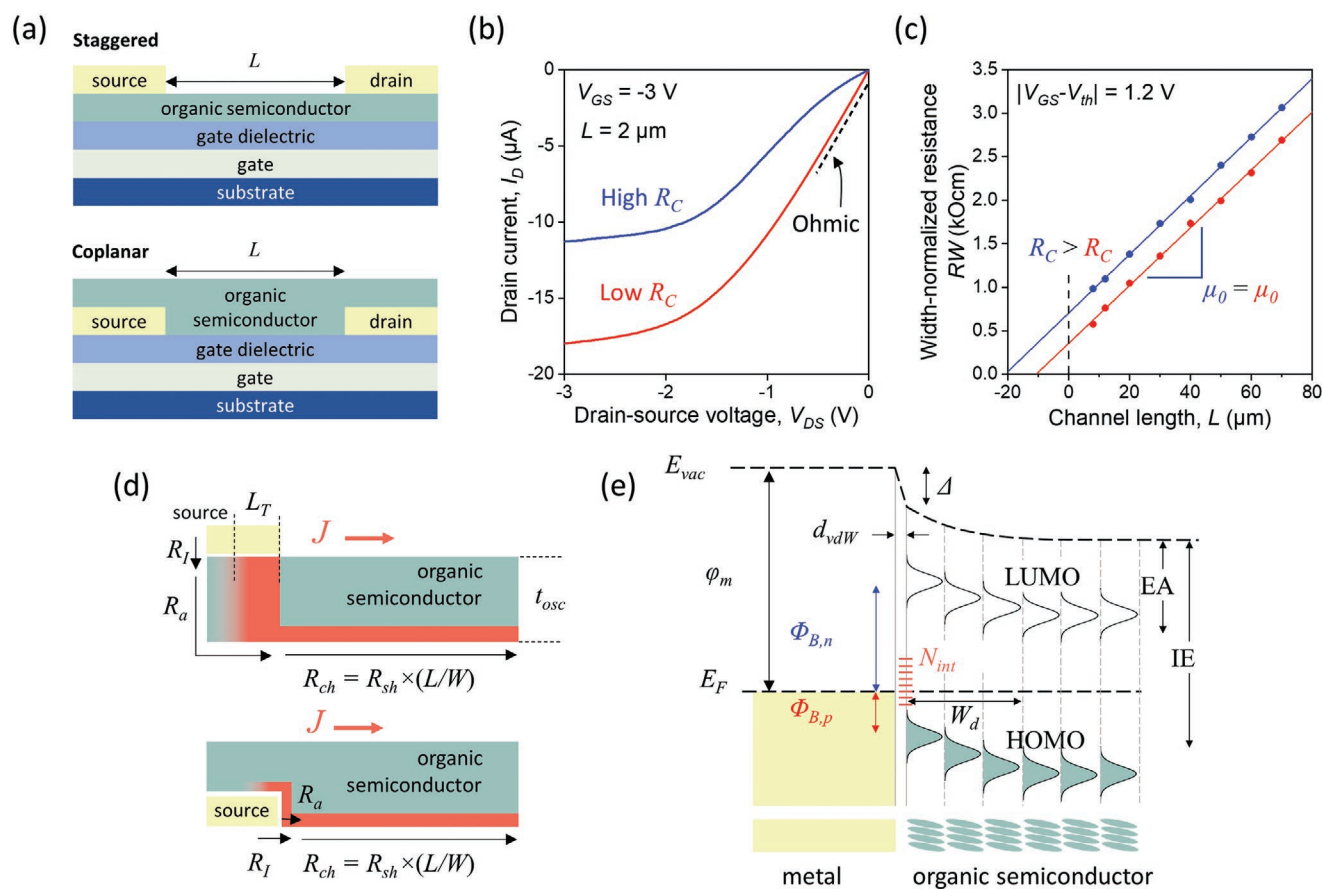 (a)
Staggered
L
source
drain
organic semiconductor
gate dielectric
gate
substrate
Coplanar
L
organic
semiconductor
source
drain
gate dielectric
gate
substrate
(b)
V_GS = -3 V
L = 2 µm
High R_C
Low R_C
Ohmic
0
-5
-10
-15
-20
-3
-2
-1
0
Drain current, I_D (µA)
Drain-source voltage, V_DS (V)
(c)
|V_GS-V_th| = 1.2 V
R_C > R_C
µ_0 = µ_0
3.5
3.0
2.5
2.0
1.5
1.0
0.5
0.0
-20
0
20
40
60
80
Width-normalized resistance
RW (kOcm)
Channel length, L (µm)
(d)
source
L_T
J
R_I
R_a
organic
semiconductor
t_osc
R_ch = R_sh×(L/W)
J
organic
semiconductor
source
R_a
R_I
R_ch = R_sh×(L/W)
(e)
E_vac
Δ
d_vdW
φ_m
LUMO
EA
Φ_B,n
IE
N_int
E_F
Φ_B,p
W_d
HOMO
metal
organic semiconductor